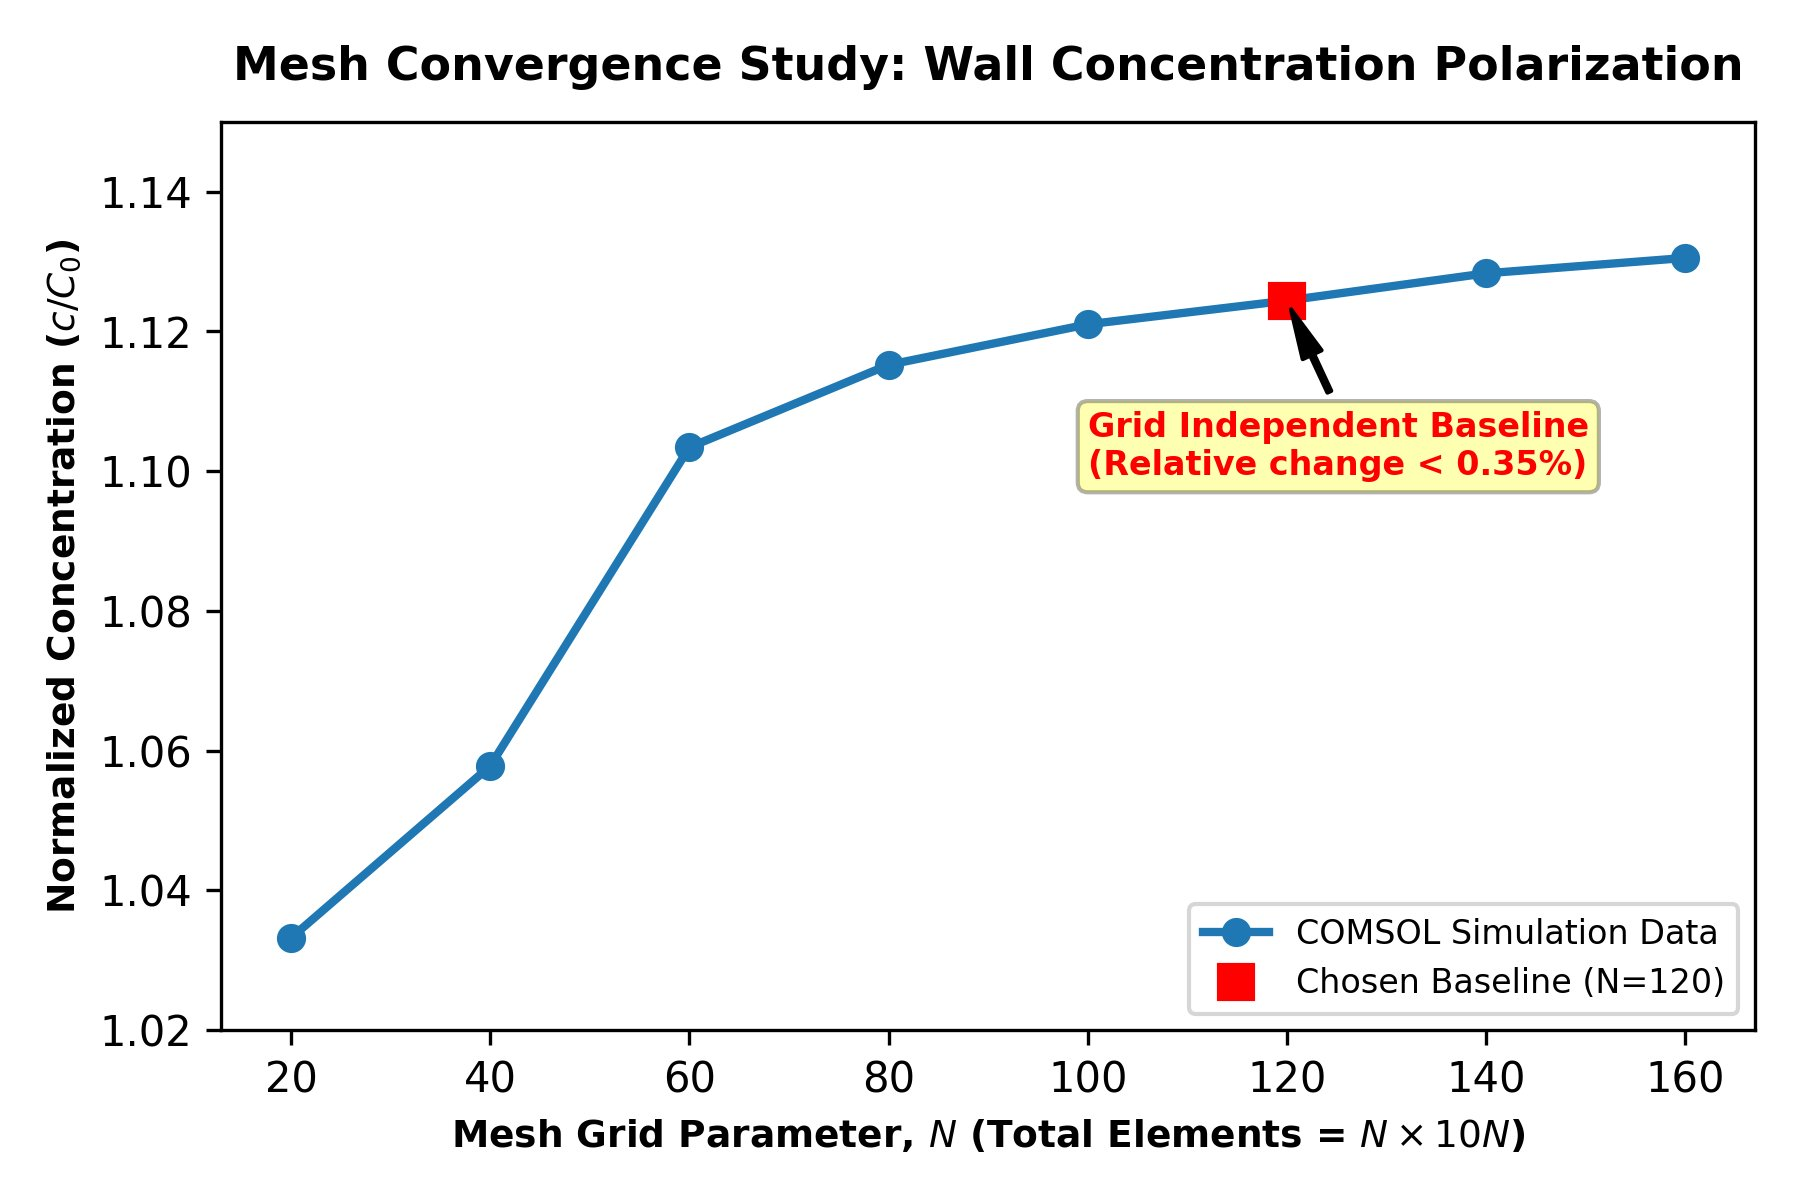 Mesh Convergence Study: Wall Concentration Polarization
Normalized Concentration (c/C₀)
1.14
1.12
1.10
1.08
1.06
1.04
1.02
Grid Independent Baseline
(Relative change < 0.35%)
COMSOL Simulation Data
Chosen Baseline (N=120)
20 40 60 80 100 120 140 160
Mesh Grid Parameter, N (Total Elements = N × 10N)